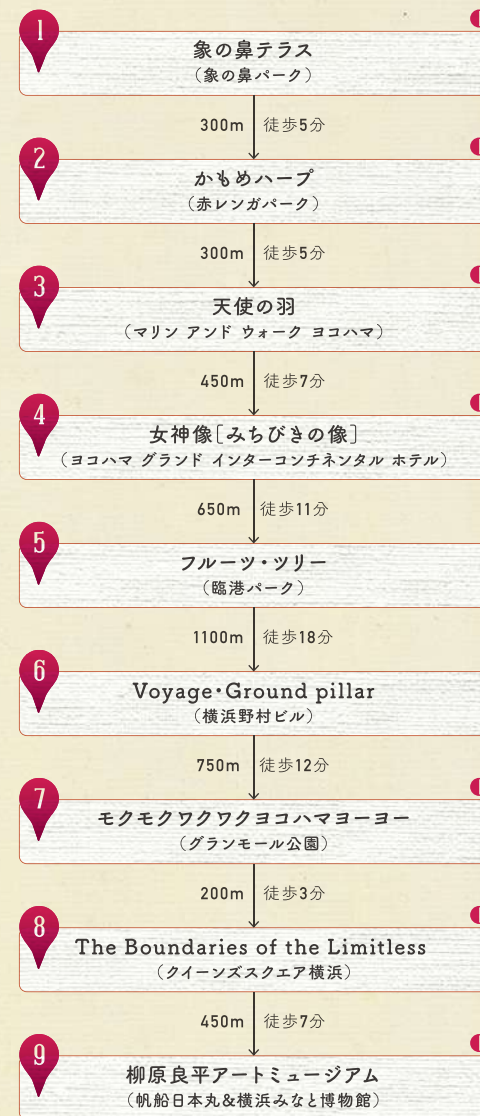 1
象の鼻テラス
（象の鼻パーク）
300m 徒歩5分
2
かもめハープ
（赤レンガパーク）
300m 徒歩5分
3
天使の羽
（マリン アンド ウォーク ヨコハマ）
450m 徒歩7分
4
女神像［みちびきの像］
（ヨコハマ グランド インターコンチネンタル ホテル）
650m 徒歩11分
5
フルーツ・ツリー
（臨港パーク）
1100m 徒歩18分
6
Voyage・Ground pillar
（横浜野村ビル）
750m 徒歩12分
7
モクモクワクワクヨコハマヨーヨー
（グランモール公園）
200m 徒歩3分
8
The Boundaries of the Limitless
（クイーンズスクエア横浜）
450m 徒歩7分
9
柳原良平アートミュージアム
（帆船日本丸&横浜みなと博物館）